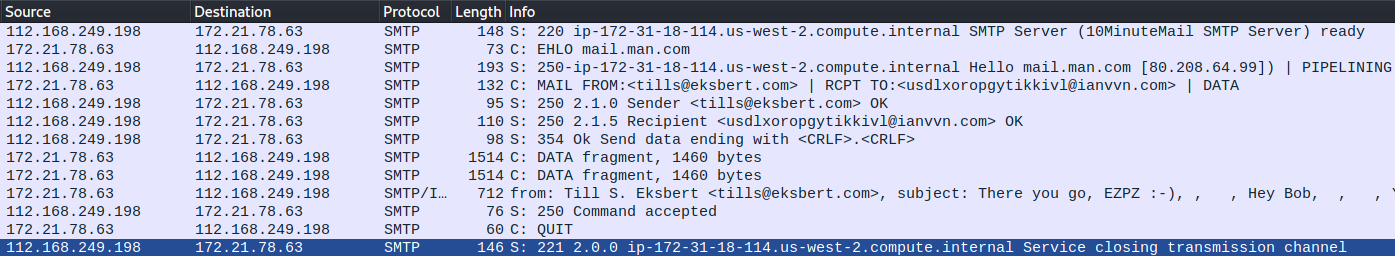 Source Destination Protocol Length Info
112.168.249.198 172.21.78.63 SMTP 148 S: 220 ip-172-31-18-114.us-west-2.compute.internal SMTP Server (10MinuteMail SMTP Server) ready
172.21.78.63 112.168.249.198 SMTP 73 C: EHLO mail.man.com
112.168.249.198 172.21.78.63 SMTP 193 S: 250-ip-172-31-18-114.us-west-2.compute.internal Hello mail.man.com [80.208.64.99]) | PIPELINING
172.21.78.63 112.168.249.198 SMTP 132 C: MAIL FROM:<tills@eksbert.com> | RCPT TO:<usdlxoropgytikkivl@ianvvn.com> | DATA
112.168.249.198 172.21.78.63 SMTP 95 S: 250 2.1.0 Sender <tills@eksbert.com> OK
112.168.249.198 172.21.78.63 SMTP 110 S: 250 2.1.5 Recipient <usdlxoropgytikkivl@ianvvn.com> OK
112.168.249.198 172.21.78.63 SMTP 98 S: 354 Ok Send data ending with <CRLF>.<CRLF>
172.21.78.63 112.168.249.198 SMTP 1514 C: DATA fragment, 1460 bytes
172.21.78.63 112.168.249.198 SMTP 1514 C: DATA fragment, 1460 bytes
172.21.78.63 112.168.249.198 SMTP/I… 712 from: Till S. Eksbert <tills@eksbert.com>, subject: There you go, EZPZ :-), , , Hey Bob, , ,
112.168.249.198 172.21.78.63 SMTP 76 S: 250 Command accepted
172.21.78.63 112.168.249.198 SMTP 60 C: QUIT
112.168.249.198 172.21.78.63 SMTP 146 S: 221 2.0.0 ip-172-31-18-114.us-west-2.compute.internal Service closing transmission channel